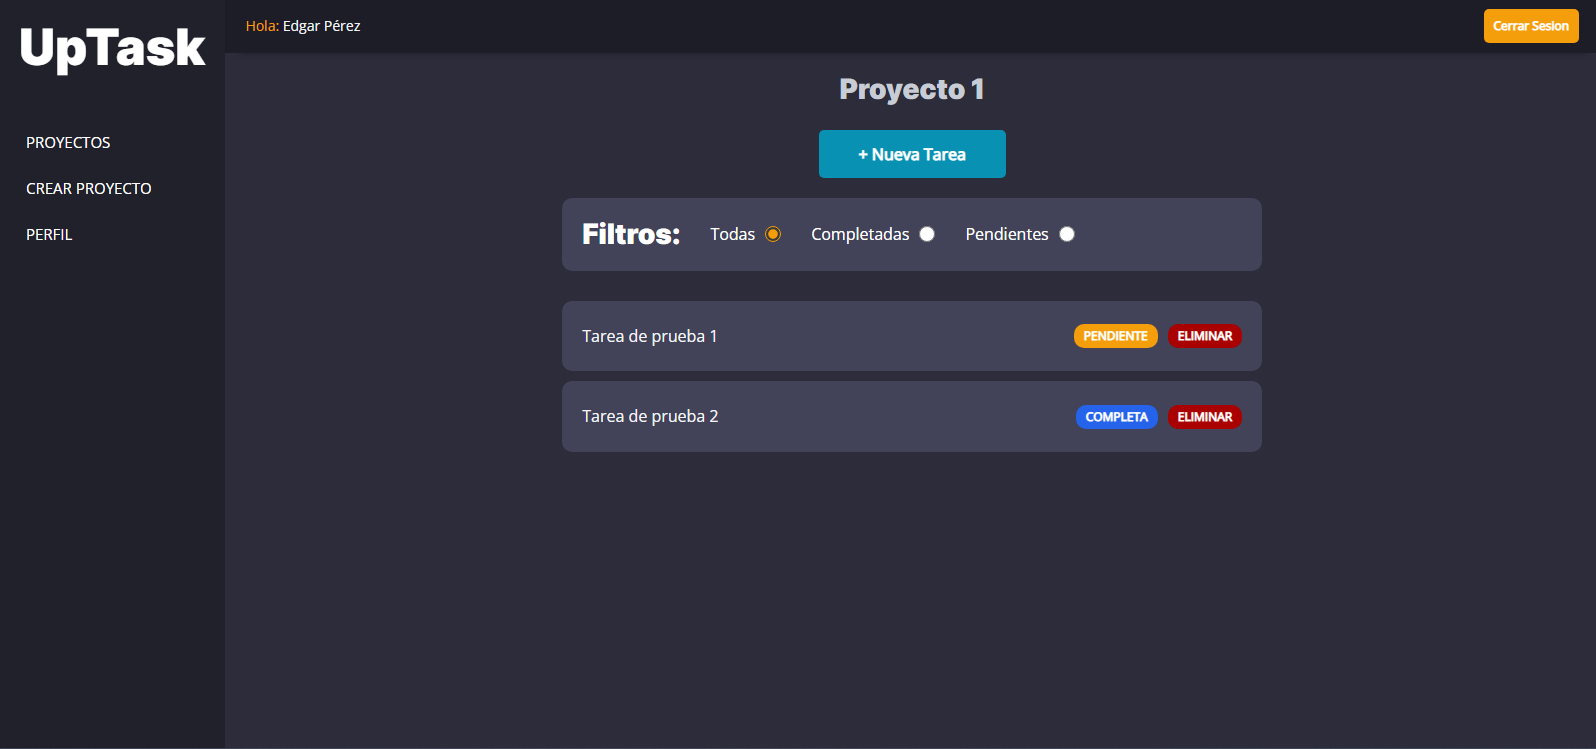 UpTask
PROYECTOS
CREAR PROYECTO
PERFIL
Hola: Edgar Pérez
Cerrar Sesion
Proyecto 1
+ Nueva Tarea
Filtros: Todas Completadas Pendientes
Tarea de prueba 1 PENDIENTE ELIMINAR
Tarea de prueba 2 COMPLETA ELIMINAR